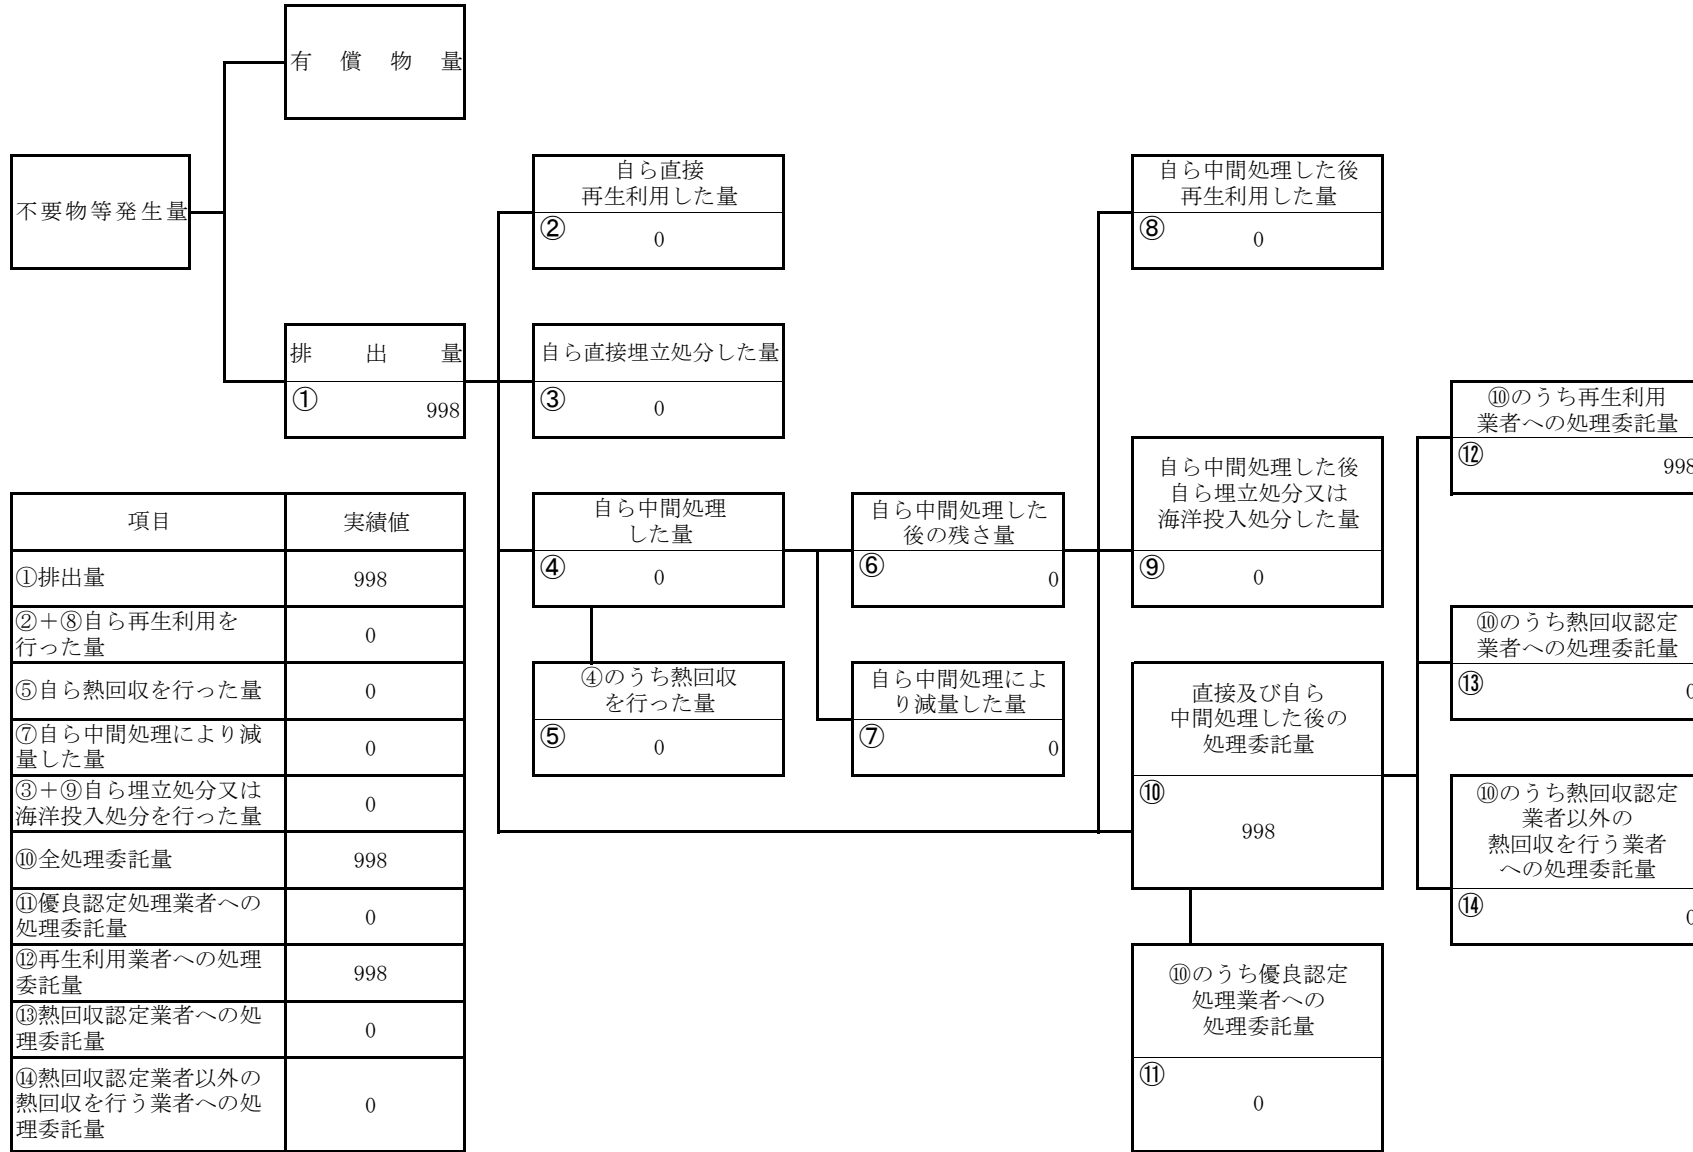 有償物量
不要物等発生量
自ら直接
再生利用した量
②
0
自ら中間処理した後
再生利用した量
⑧
0
排出量
①
998
自ら直接埋立処分した量
③
0
⑩のうち再生利用
業者への処理委託量
⑫
998
自ら中間処理した後
自ら埋立処分又は
海洋投入処分した量
⑨
0
自ら中間処理
した量
④
0
自ら中間処理した
後の残さ量
⑥
0
④のうち熱回収
を行った量
⑤
0
自ら中間処理によ
り減量した量
⑦
0
⑩のうち熱回収認定
業者への処理委託量
⑬
0
直接及び自ら
中間処理した後の
処理委託量
⑩
998
⑩のうち熱回収認定
業者以外の
熱回収を行う業者
への処理委託量
⑭
0
⑩のうち優良認定
処理業者への
処理委託量
⑪
0
項目 実績値
①排出量 998
②＋⑧自ら再生利用を
行った量 0
⑤自ら熱回収を行った量 0
⑦自ら中間処理により減
量した量 0
③＋⑨自ら埋立処分又は
海洋投入処分を行った量 0
⑩全処理委託量 998
⑪優良認定処理業者への
処理委託量 0
⑫再生利用業者への処理
委託量 998
⑬熱回収認定業者への処
理委託量 0
⑭熱回収認定業者以外の
熱回収を行う業者への処
理委託量 0